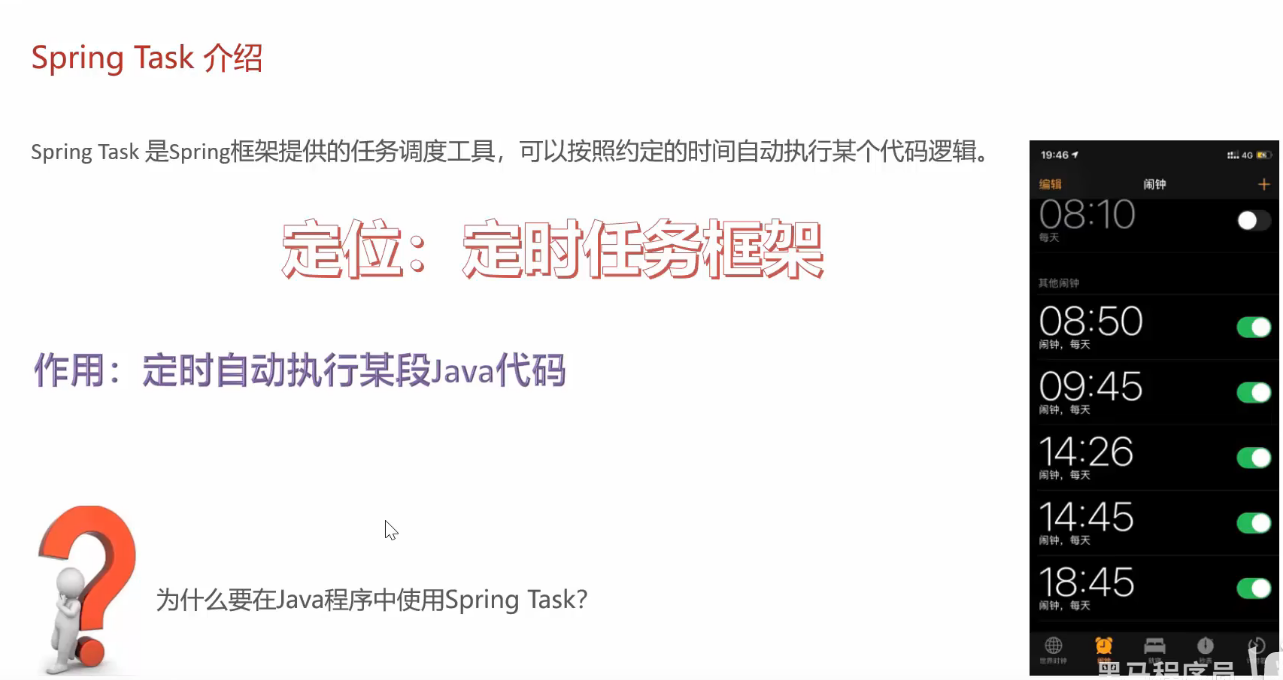 Spring Task 介绍
Spring Task 是Spring框架提供的任务调度工具，可以按照约定的时间自动执行某个代码逻辑。
定位：定时任务框架
作用：定时自动执行某段Java代码
为什么要在Java程序中使用Spring Task?
19:46
4G
编辑
闹钟
+
08:10
每天
其他闹钟
08:50
闹钟，每天
09:45
闹钟，每天
14:26
闹钟，每天
14:45
闹钟，每天
18:45
闹钟，每天
世界时钟
黑马程序员